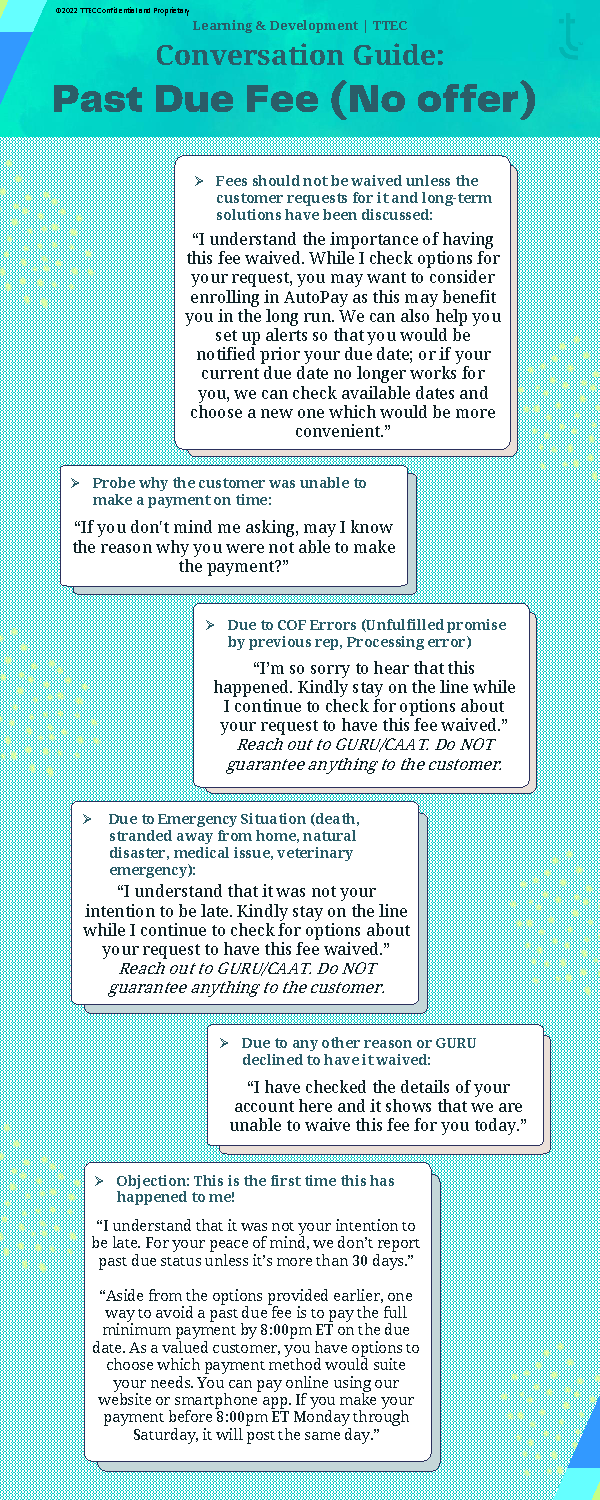 ©2022 TTEC Confidential and Proprietary
Learning & Development | TTEC
Conversation Guide:
Past Due Fee (No offer)
➢ Fees should not be waived unless the
customer requests for it and long-term
solutions have been discussed:
“I understand the importance of having
this fee waived. While I check options for
your request, you may want to consider
enrolling in AutoPay as this may benefit
you in the long run. We can also help you
set up alerts so that you would be
notified prior your due date; or if your
current due date no longer works for
you, we can check available dates and
choose a new one which would be more
convenient.”
➢ Probe why the customer was unable to
make a payment on time:
“If you don't mind me asking, may I know
the reason why you were not able to make
the payment?”
➢ Due to COF Errors (Unfulfilled promise
by previous rep, Processing error)
“I’m so sorry to hear that this
happened. Kindly stay on the line while
I continue to check for options about
your request to have this fee waived.”
Reach out to GURU/CAAT. Do NOT
guarantee anything to the customer.
➢ Due to Emergency Situation (death,
stranded away from home, natural
disaster, medical issue, veterinary
emergency):
“I understand that it was not your
intention to be late. Kindly stay on the line
while I continue to check for options about
your request to have this fee waived.”
Reach out to GURU/CAAT. Do NOT
guarantee anything to the customer.
➢ Due to any other reason or GURU
declined to have it waived:
“I have checked the details of your
account here and it shows that we are
unable to waive this fee for you today.”
➢ Objection: This is the first time this has
happened to me!
“I understand that it was not your intention to
be late. For your peace of mind, we don’t report
past due status unless it’s more than 30 days.”
“Aside from the options provided earlier, one
way to avoid a past due fee is to pay the full
minimum payment by 8:00pm ET on the due
date. As a valued customer, you have options to
choose which payment method would suite
your needs. You can pay online using our
website or smartphone app. If you make your
payment before 8:00pm ET Monday through
Saturday, it will post the same day.”